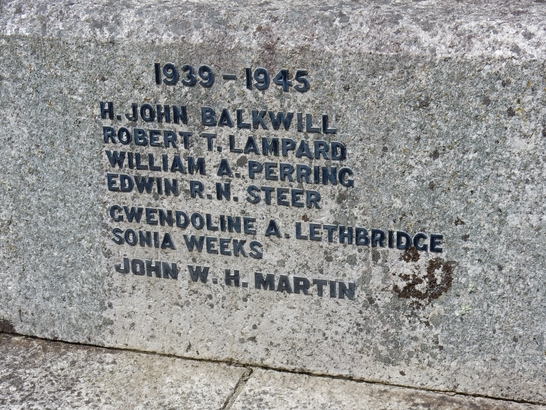 1939 - 1945
H. JOHN BALKWILL
ROBERT T. LAMPARD
WILLIAM A. PERRING
EDWIN R. N. STEER
GWENDOLINE A. LETHBRIDGE
SONIA WEEKS
JOHN W. H. MARTIN